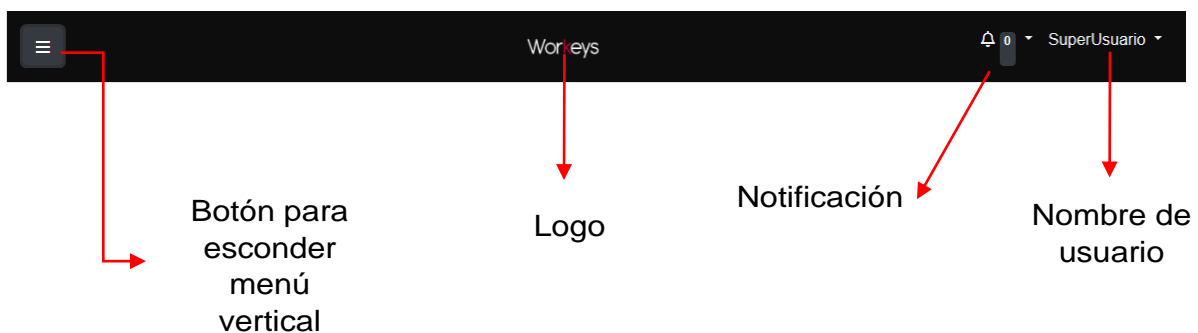 Workeys
0
SuperUsuario
Botón para
esconder
menú
vertical
Logo
Notificación
Nombre de
usuario